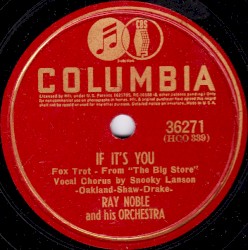 CBS
COLUMBIA
36271
(HCO 339)
IF IT'S YOU
Fox Trot - From "The Big Store"
Vocal Chorus by Snooky Lanson
-Oakland-Shaw-Drake-
RAY NOBLE
and his ORCHESTRA